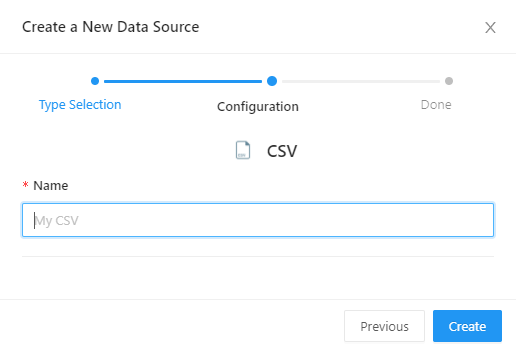 Create a New Data Source
Type Selection
Configuration
Done
CSV
* Name
My CSV
Previous
Create